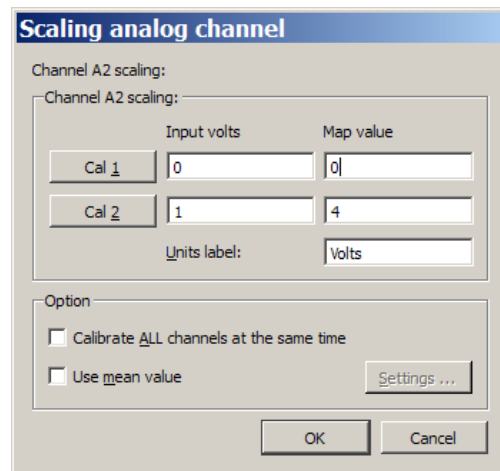 Scaling analog channel
Channel A2 scaling:
Channel A2 scaling:
Input volts Map value
Cal 1 0 0
Cal 2 1 4
Units label: Volts
Option
Calibrate ALL channels at the same time
Use mean value Settings ...
OK Cancel